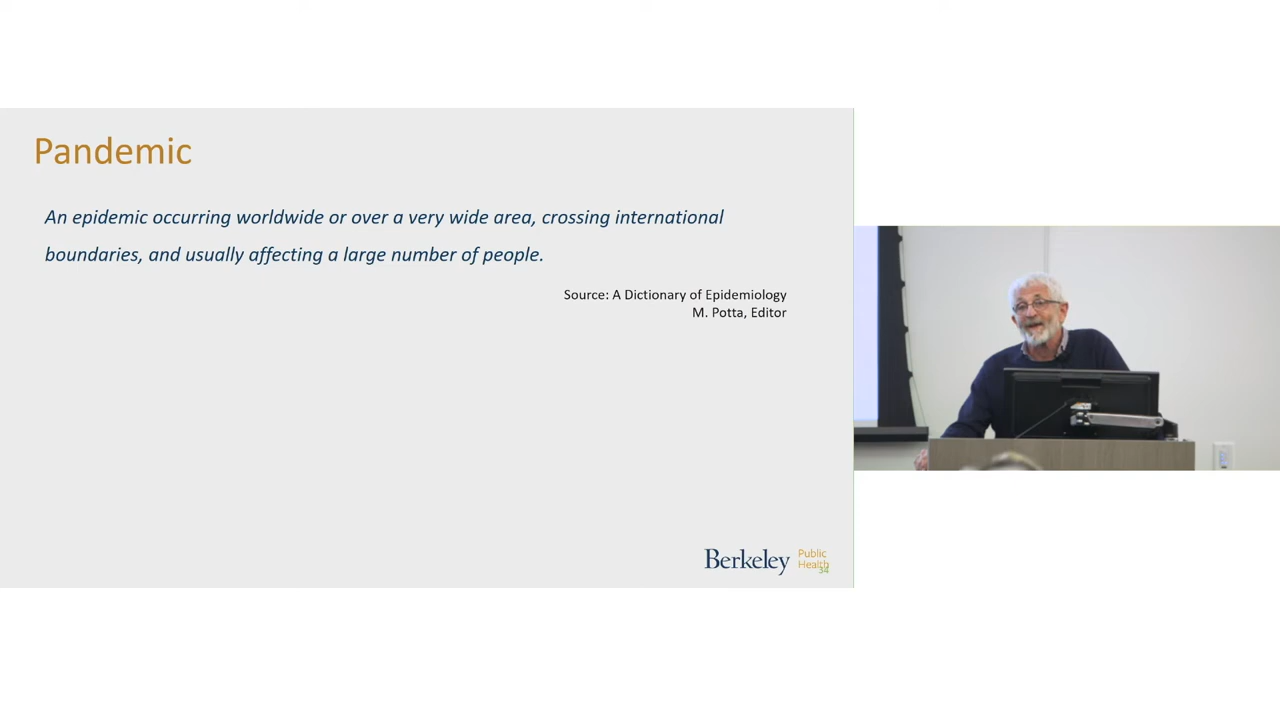 Pandemic
An epidemic occurring worldwide or over a very wide area, crossing international
boundaries, and usually affecting a large number of people.
Source: A Dictionary of Epidemiology
M. Potta, Editor
Berkeley
Public
Health
34